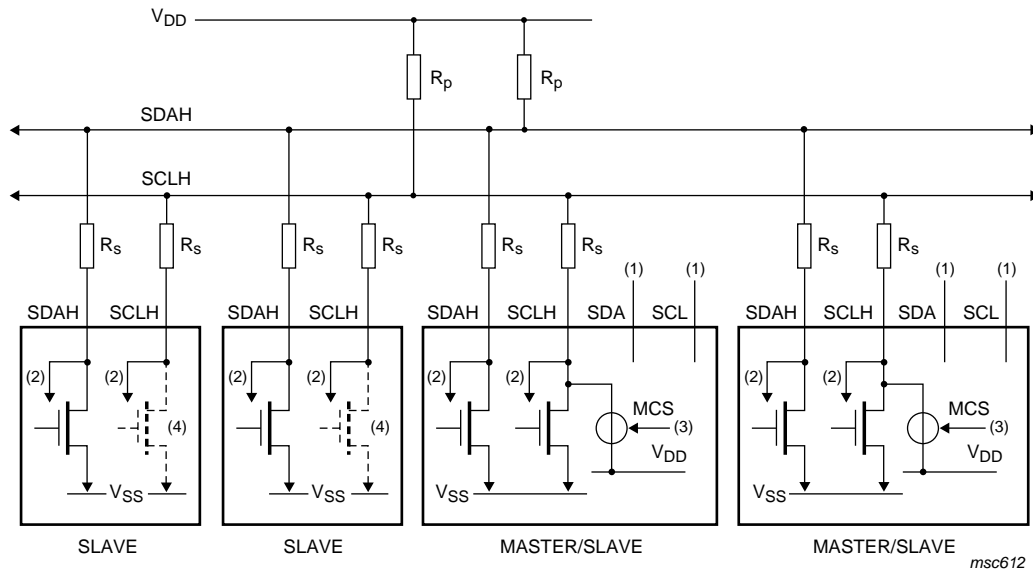 VDD
Rp Rp
SDAH
SCLH
Rs Rs Rs Rs Rs Rs Rs Rs
(1) (1) (1) (1)
SDAH SCLH SDAH SCLH SDAH SCLH SDA SCL SDAH SCLH SDA SCL
(2) (2) (2) (2) (2) (2) (2) (2)
(4) (4) MCS (3) MCS (3)
VDD VDD
VSS VSS VSS VSS
SLAVE SLAVE MASTER/SLAVE MASTER/SLAVE
msc612